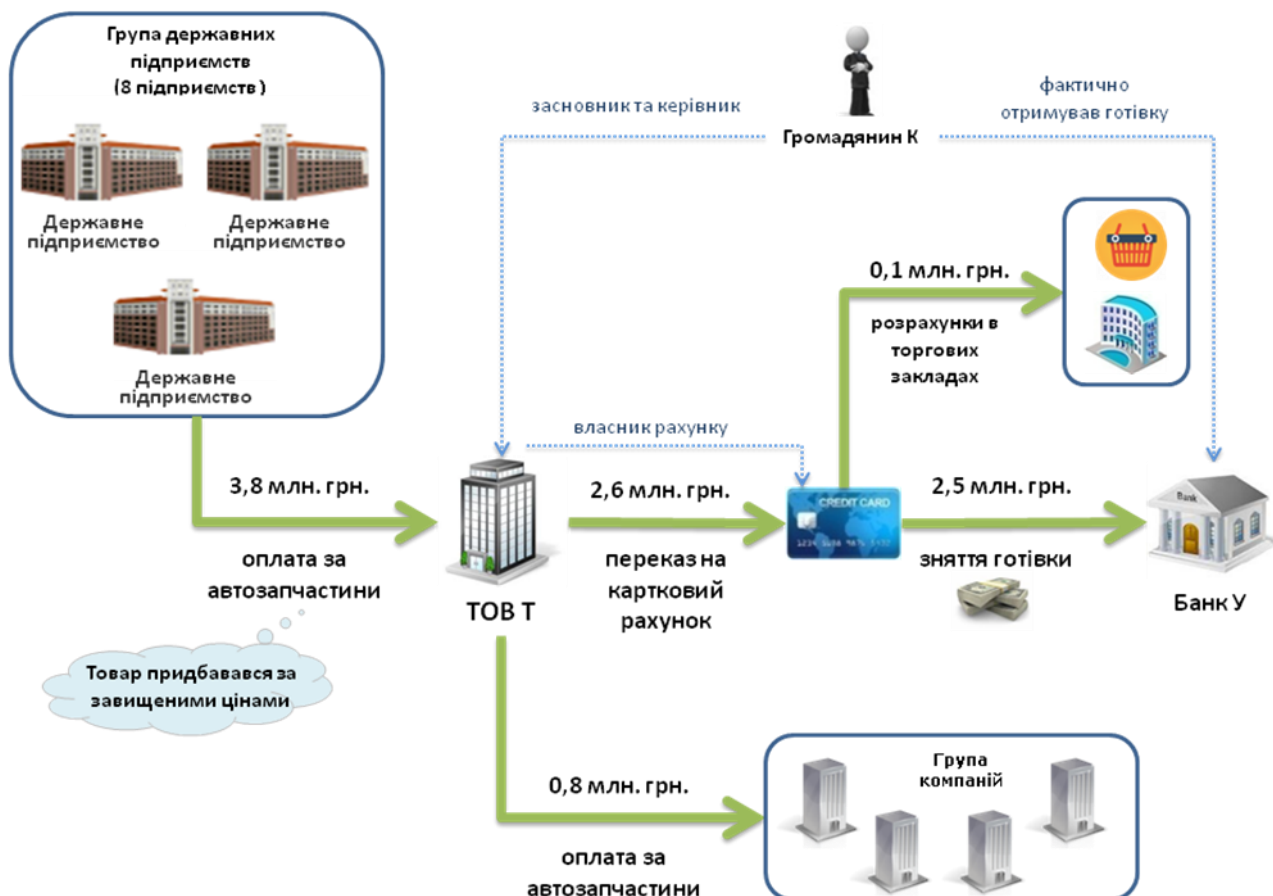 Група державних
підприємств
(8 підприємств )
Державне
підприємство
Державне
підприємство
Державне
підприємство
засновник та керівник
Громадянин К
фактично
отримував готівку
0,1 млн. грн.
розрахунки в
торгових
закладах
власник рахунку
3,8 млн. грн.
оплата за
автозапчастини
Товар придбавався за
завищеними цінами
ТОВ Т
2,6 млн. грн.
переказ на
картковий
рахунок
CREDIT CARD
2,5 млн. грн.
зняття готівки
Bank
Банк У
0,8 млн. грн.
оплата за
автозапчастини
Група
компаній